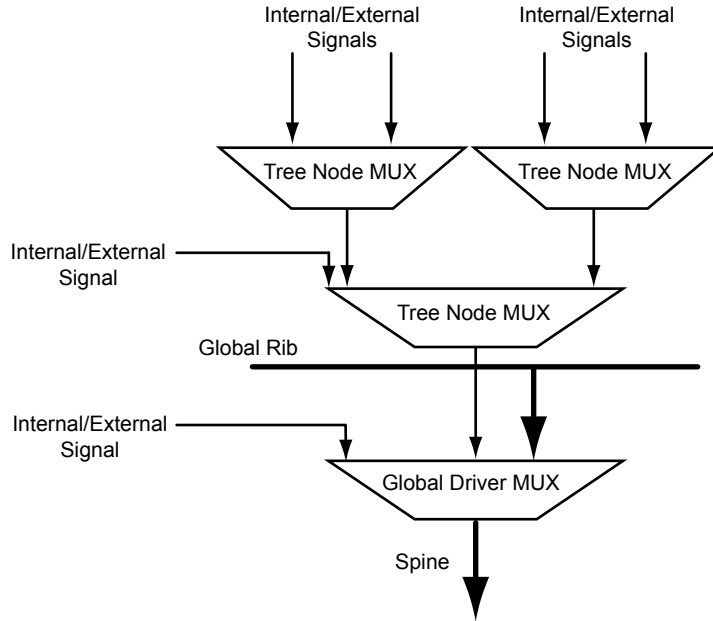 Internal/External
Signals
Internal/External
Signals
Tree Node MUX
Tree Node MUX
Internal/External
Signal
Tree Node MUX
Global Rib
Internal/External
Signal
Global Driver MUX
Spine